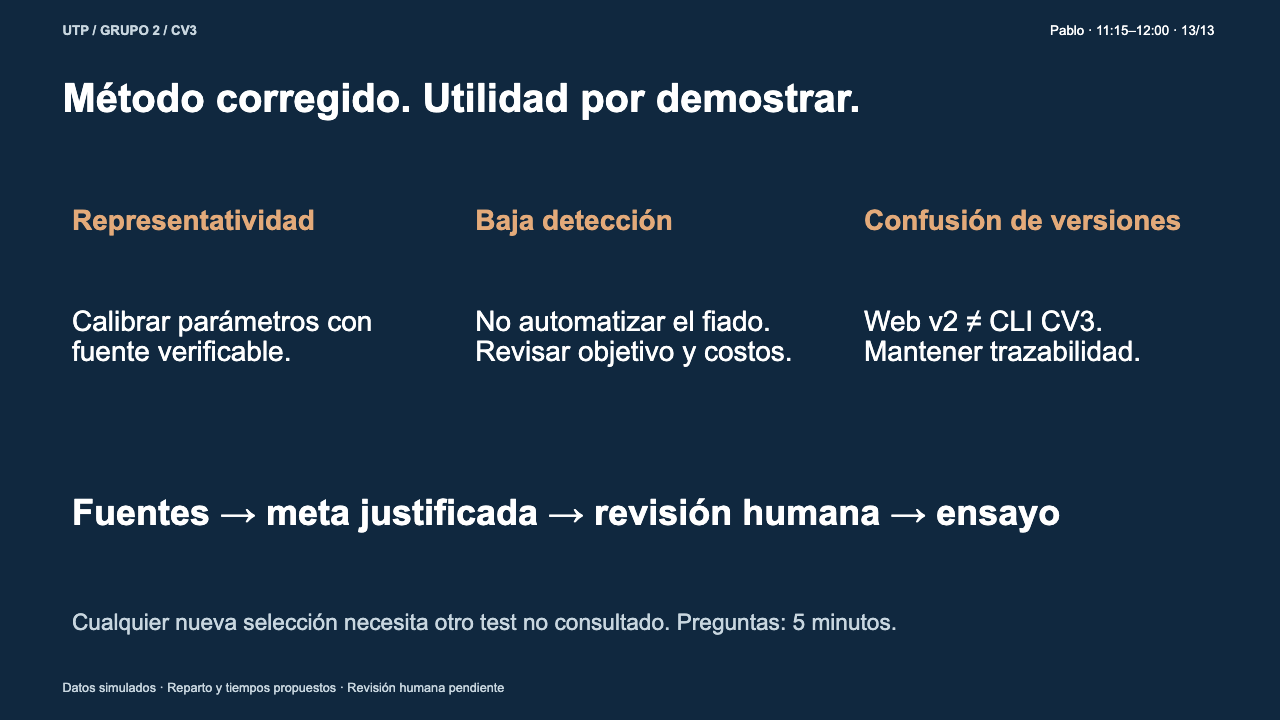 UTP / GRUPO 2 / CV3
Pablo · 11:15–12:00 · 13/13
Método corregido. Utilidad por demostrar.
Representatividad
Calibrar parámetros con
fuente verificable.
Baja detección
No automatizar el fiado.
Revisar objetivo y costos.
Confusión de versiones
Web v2 ≠ CLI CV3.
Mantener trazabilidad.
Fuentes → meta justificada → revisión humana → ensayo
Cualquier nueva selección necesita otro test no consultado. Preguntas: 5 minutos.
Datos simulados · Reparto y tiempos propuestos · Revisión humana pendiente